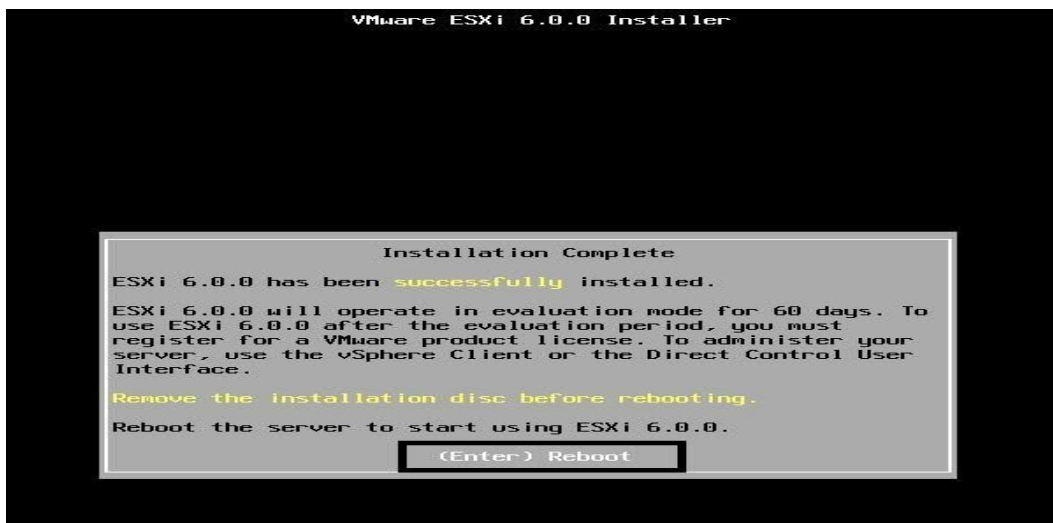 VMware ESXi 6.0.0 Installer
Installation Complete
ESXi 6.0.0 has been successfully installed.
ESXi 6.0.0 will operate in evaluation mode for 60 days. To
use ESXi 6.0.0 after the evaluation period, you must
register for a VMware product license. To administer your
server, use the vSphere Client or the Direct Control User
Interface.
Remove the installation disc before rebooting.
Reboot the server to start using ESXi 6.0.0.
(Enter) Reboot